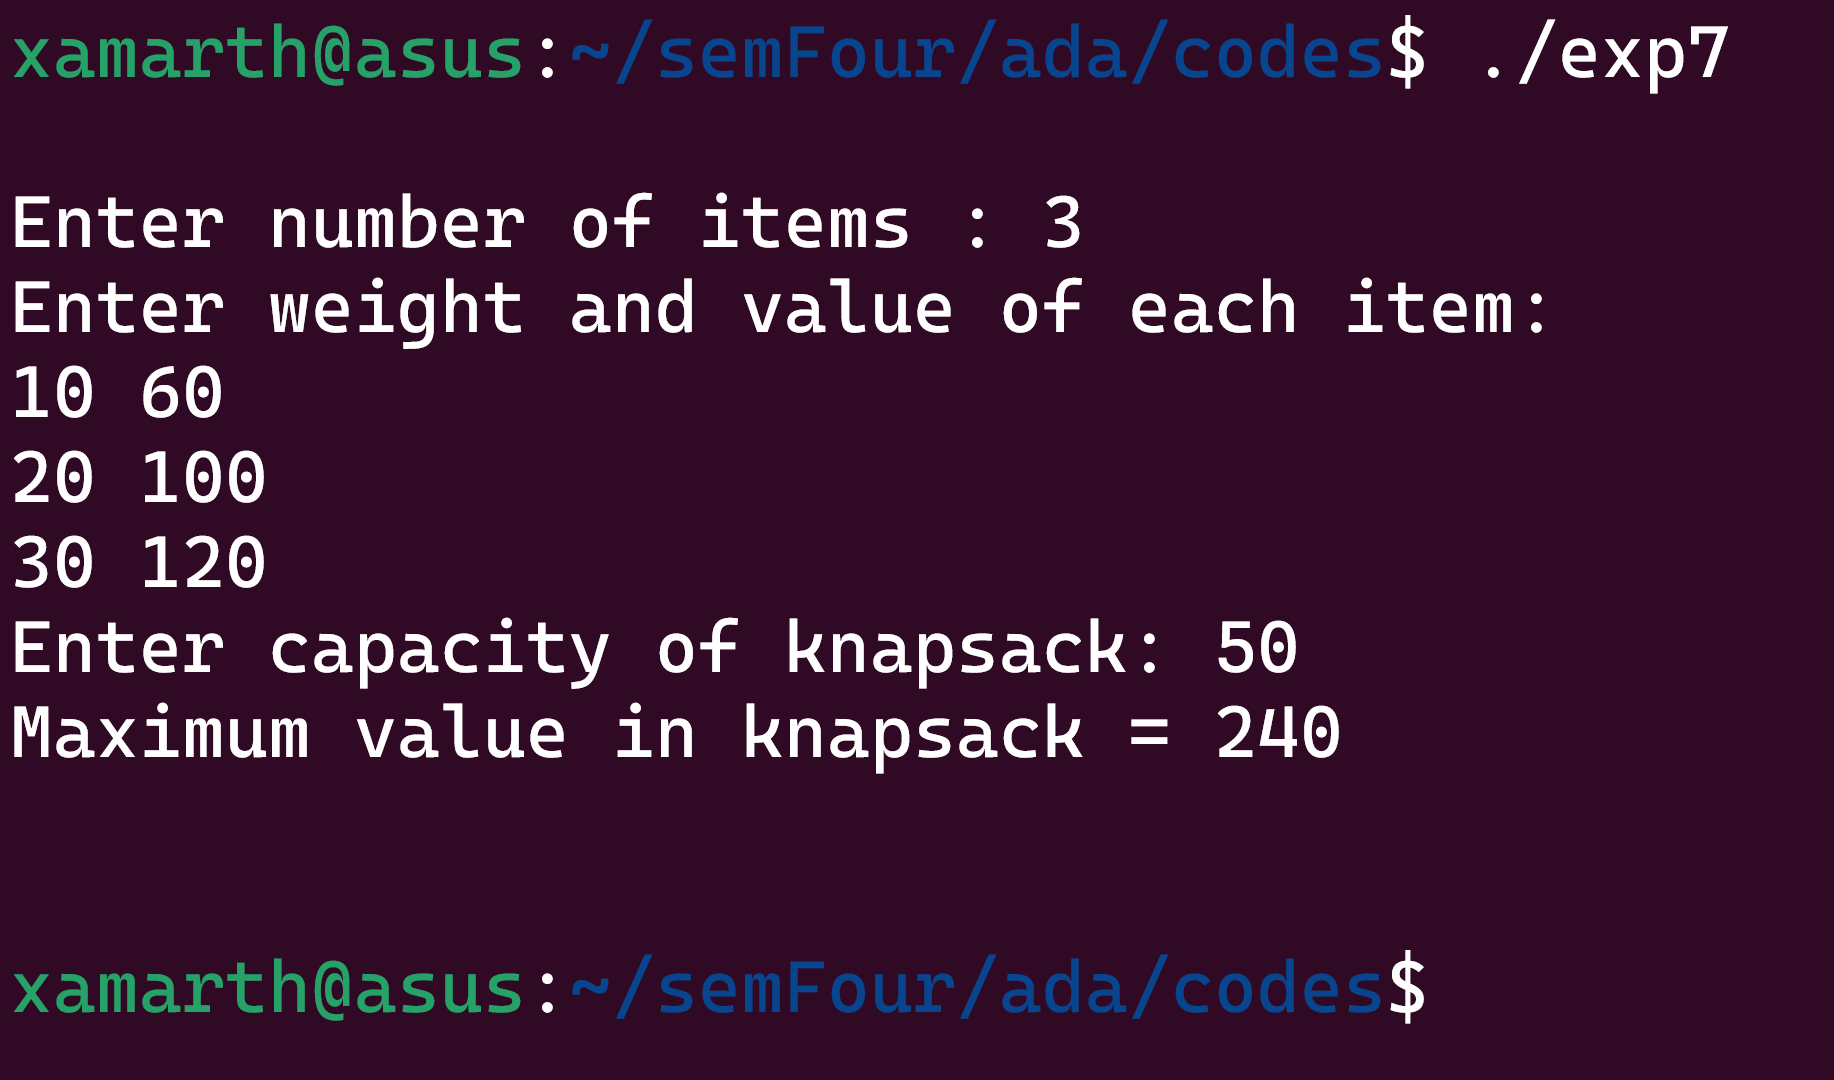 xamarth@asus:~/semFour/ada/codes$ ./exp7
Enter number of items : 3
Enter weight and value of each item:
10 60
20 100
30 120
Enter capacity of knapsack: 50
Maximum value in knapsack = 240
xamarth@asus:~/semFour/ada/codes$